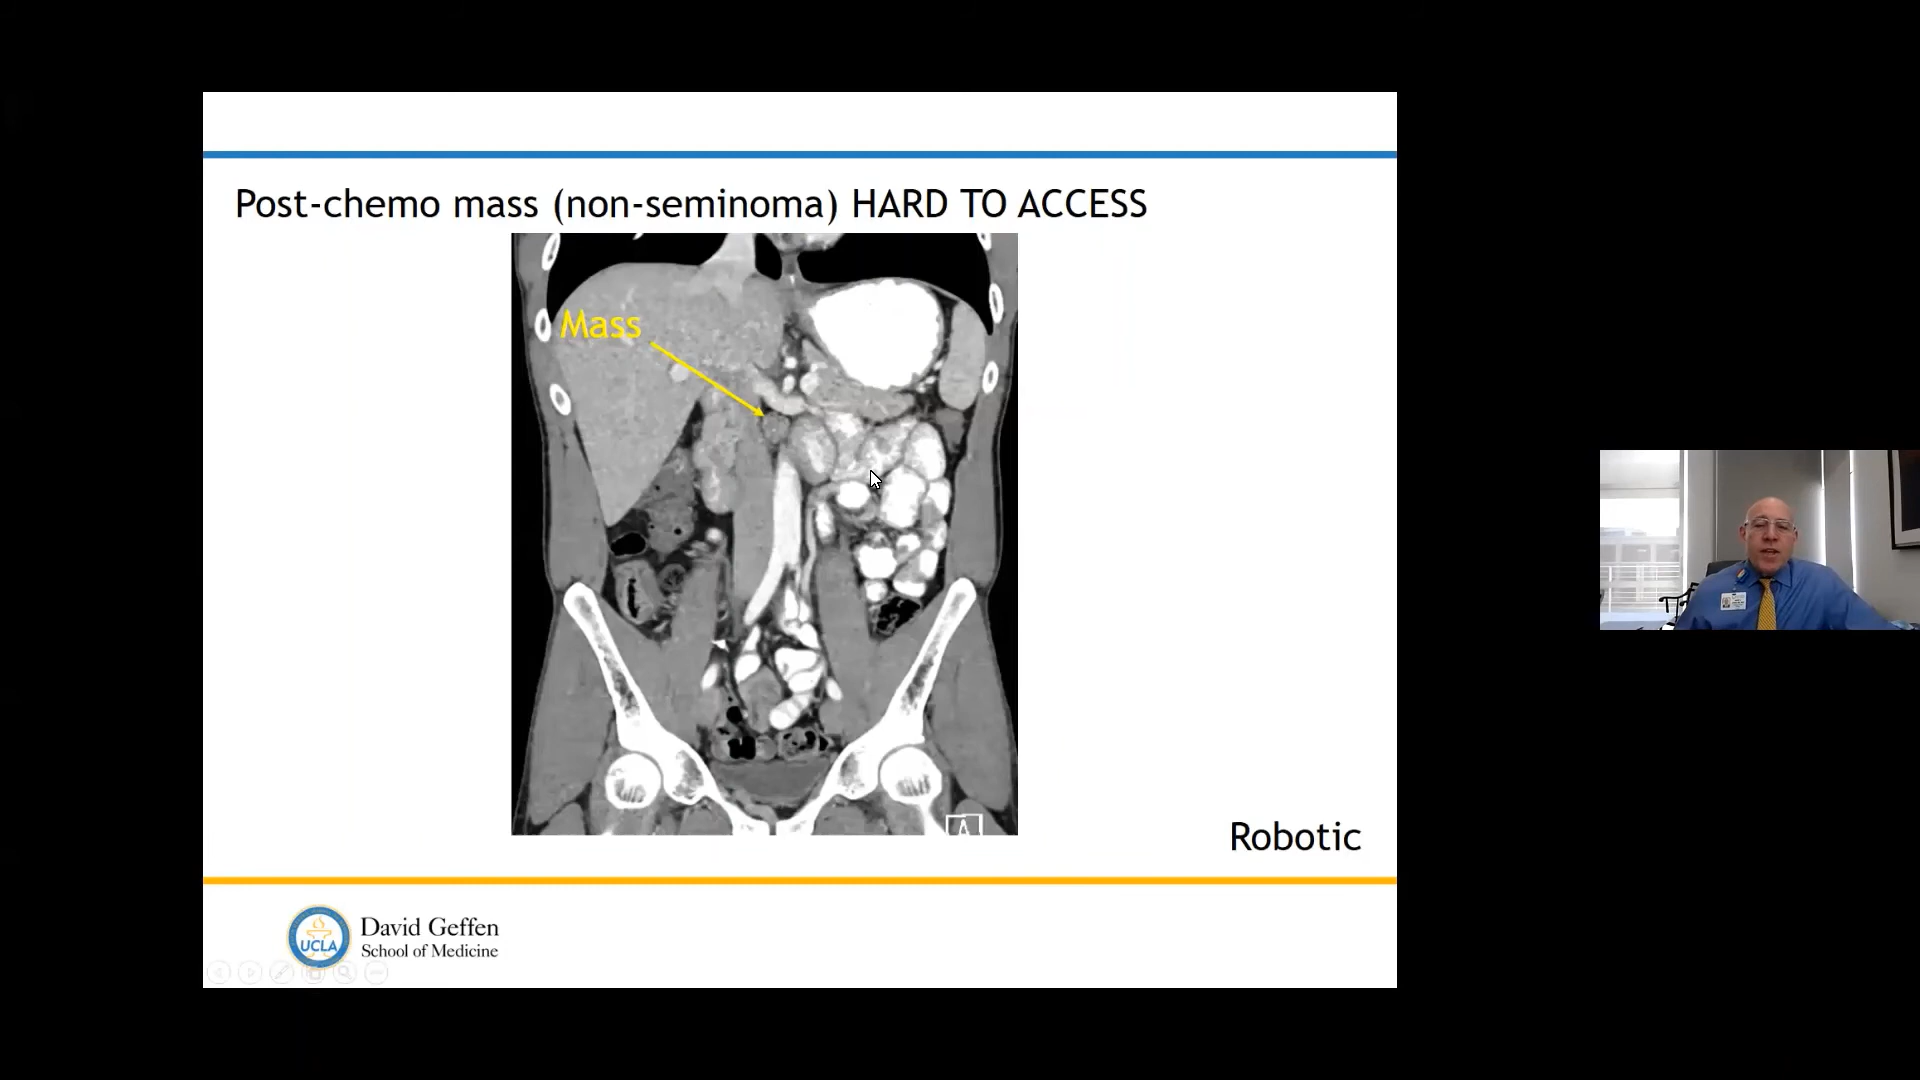 Post-chemo mass (non-seminoma) HARD TO ACCESS
Mass
A
Robotic
UCLA
David Geffen
School of Medicine